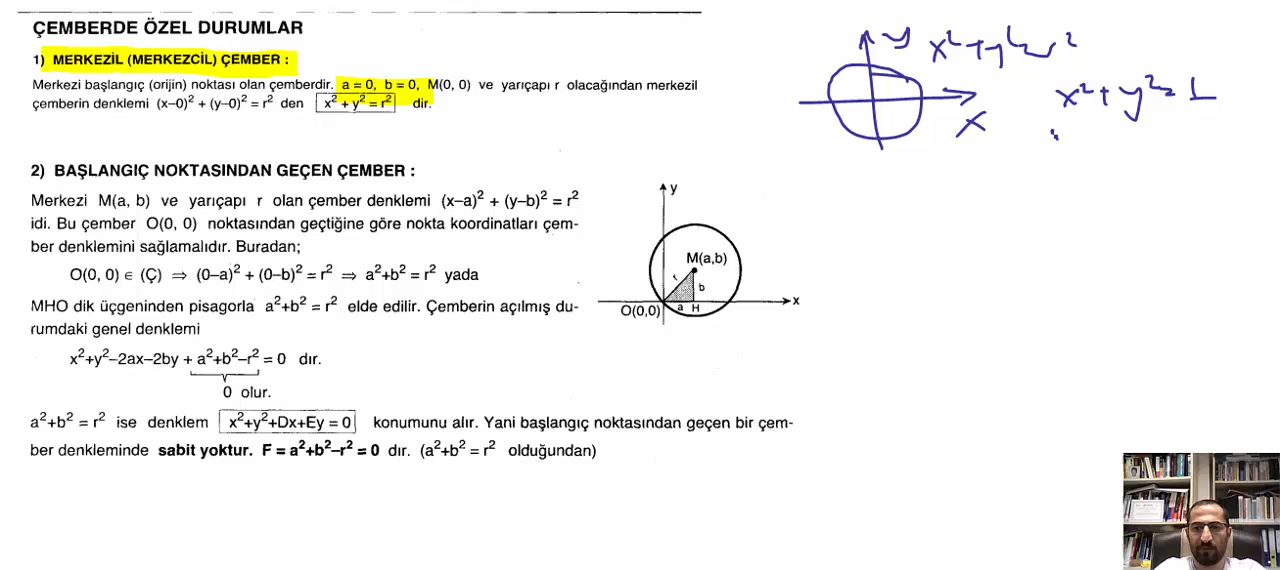 ÇEMBERDE ÖZEL DURUMLAR
1) MERKEZİL (MERKEZCİL) ÇEMBER :
Merkezi başlangıç (orijin) noktası olan çemberdir. a = 0, b = 0, M(0, 0) ve yarıçapı r olacağından merkezil
çemberin denklemi (x–0)² + (y–0)² = r² den x² + y² = r² dir.
y
x² + y² = r²
x² + y² = 1
x
2) BAŞLANGIÇ NOKTASINDAN GEÇEN ÇEMBER :
Merkezi M(a, b) ve yarıçapı r olan çember denklemi (x–a)² + (y–b)² = r²
idi. Bu çember O(0, 0) noktasından geçtiğine göre nokta koordinatları çem-
ber denklemini sağlamalıdır. Buradan;
O(0, 0) ∈ (Ç) ⇒ (0–a)² + (0–b)² = r² ⇒ a²+b² = r² yada
MHO dik üçgeninden pisagorla a²+b² = r² elde edilir. Çemberin açılmış du-
rumdaki genel denklemi
x²+y²–2ax–2by + a²+b²–r² = 0 dır.
0 olur.
y
M(a,b)
r
b
a H
O(0,0)
x
a²+b² = r² ise denklem x²+y²+Dx+Ey = 0 konumunu alır. Yani başlangıç noktasından geçen bir çem-
ber denkleminde sabit yoktur. F = a²+b²–r² = 0 dır. (a²+b² = r² olduğundan)